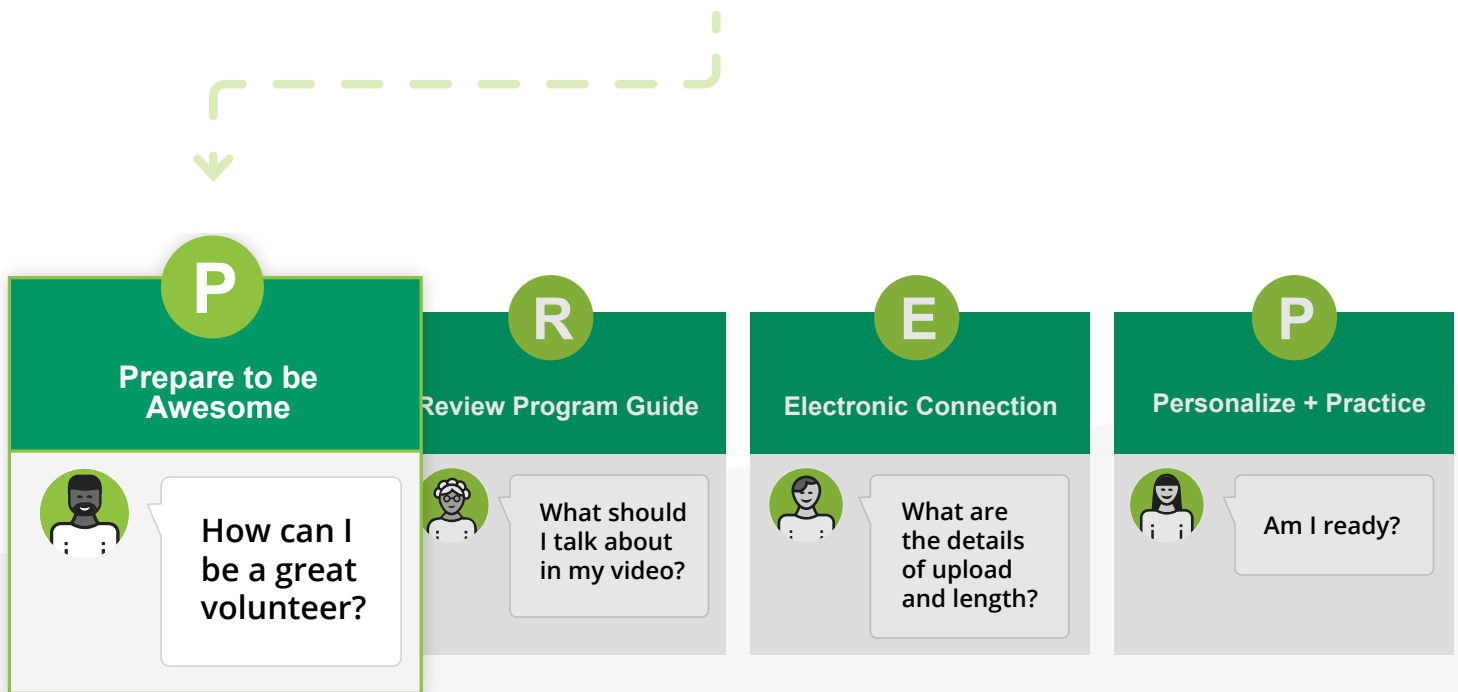 P
Prepare to be
Awesome
How can I
be a great
volunteer?
R
Review Program Guide
What should
I talk about
in my video?
E
Electronic Connection
What are
the details
of upload
and length?
P
Personalize + Practice
Am I ready?